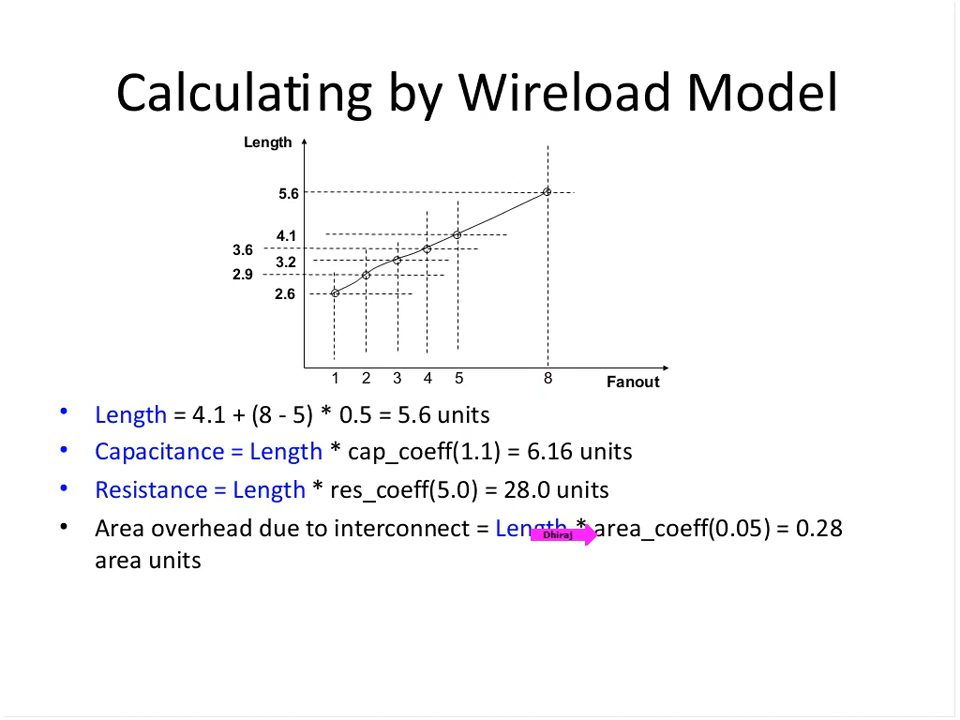 Calculating by Wireload Model
Length
5.6
4.1
3.6
3.2
2.9
2.6
1 2 3 4 5 8 Fanout
• Length = 4.1 + (8 - 5) * 0.5 = 5.6 units
• Capacitance = Length * cap_coeff(1.1) = 6.16 units
• Resistance = Length * res_coeff(5.0) = 28.0 units
• Area overhead due to interconnect = Length * area_coeff(0.05) = 0.28
area units
Dhiraj